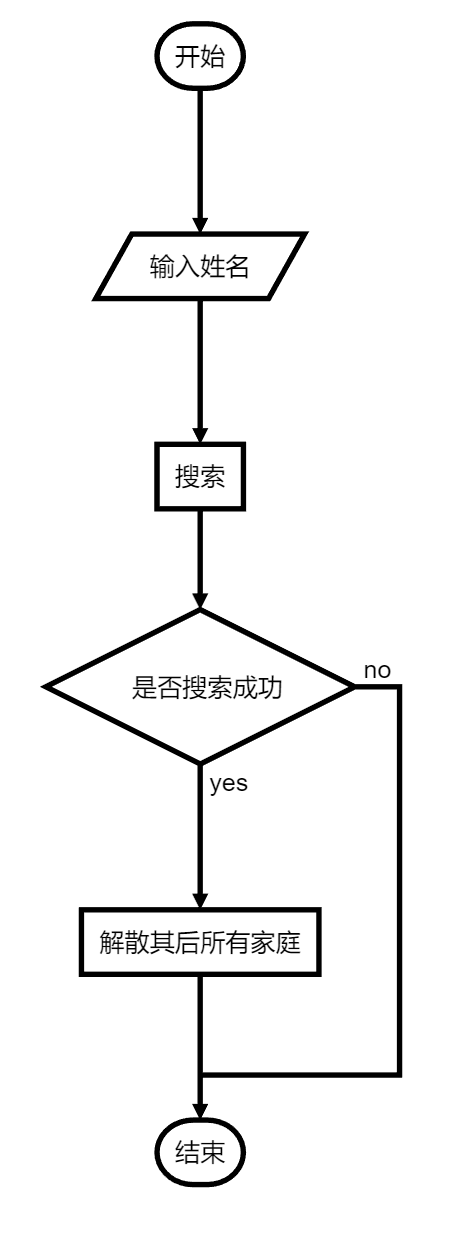 开始
输入姓名
搜索
是否搜索成功
no
yes
解散其后所有家庭
结束